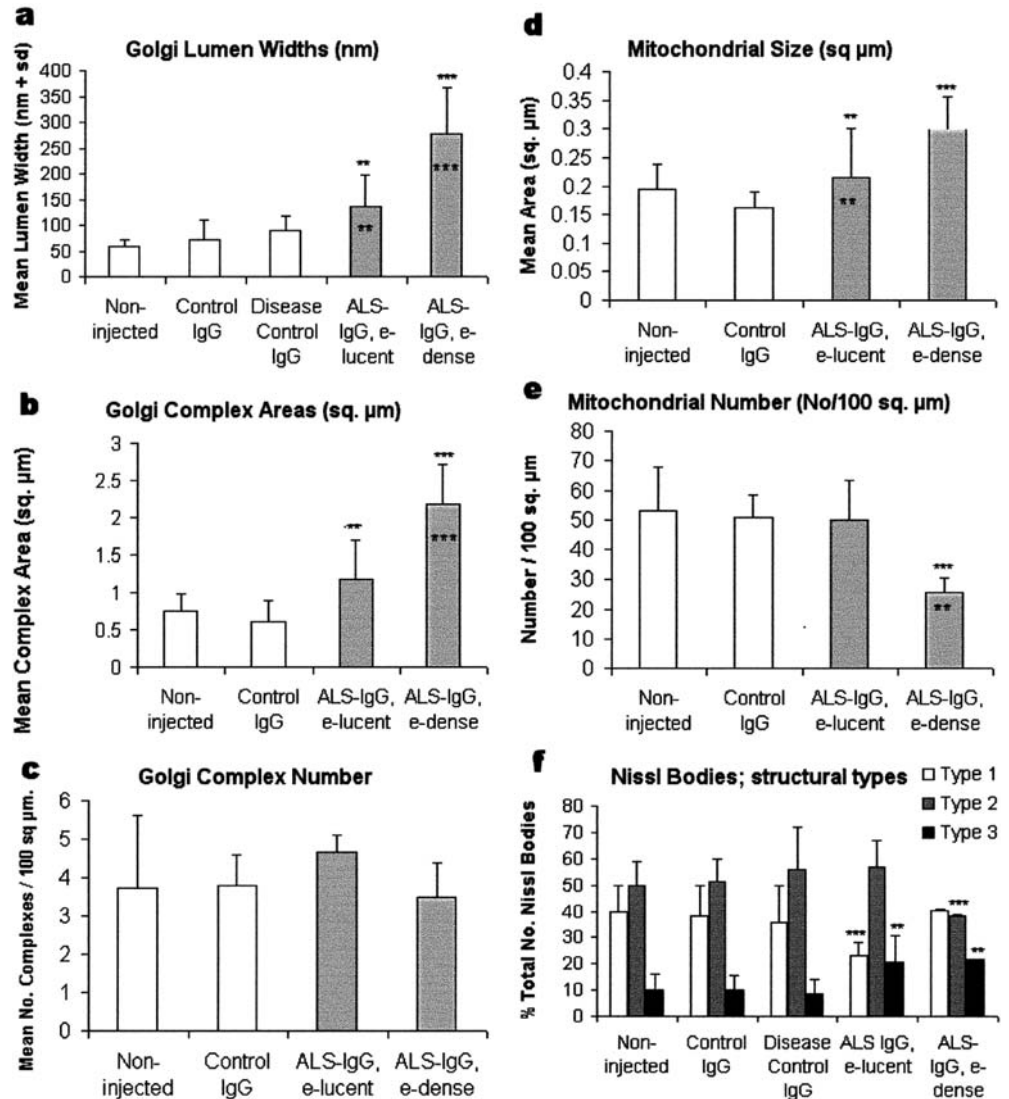 a
Golgi Lumen Widths (nm)
Mean Lumen Width (nm + sd)
400
350
300
250
200
150
100
50
0
**
**
***
***
Non-
injected
Control
IgG
Disease
Control
IgG
ALS-
IgG, e-
lucent
ALS-
IgG, e-
dense
b
Golgi Complex Areas (sq. µm)
Mean Complex Area (sq. µm)
3
2.5
2
1.5
1
0.5
0
**
***
***
Non-
injected
Control
IgG
ALS-IgG,
e-lucent
ALS-IgG,
e-dense
c
Golgi Complex Number
Mean No. Complexes / 100 sq µm.
6
5
4
3
2
1
0
Non-
injected
Control
IgG
ALS-IgG,
e-lucent
ALS-IgG,
e-dense
d
Mitochondrial Size (sq µm)
Mean Area (sq. µm)
0.4
0.35
0.3
0.25
0.2
0.15
0.1
0.05
0
**
**
***
Non-
injected
Control
IgG
ALS-IgG,
e-lucent
ALS-IgG,
e-dense
e
Mitochondrial Number (No/100 sq. µm)
Number / 100 sq. µm
80
70
60
50
40
30
20
10
0
***
**
Non-
injected
Control
IgG
ALS-IgG,
e-lucent
ALS-IgG,
e-dense
f
Nissl Bodies; structural types
Type 1
Type 2
Type 3
% Total No. Nissl Bodies
80
70
60
50
40
30
20
10
0
***
**
***
**
Non-
injected
Control
IgG
Disease
Control
IgG
ALS IgG,
e-lucent
ALS-
IgG, e-
dense